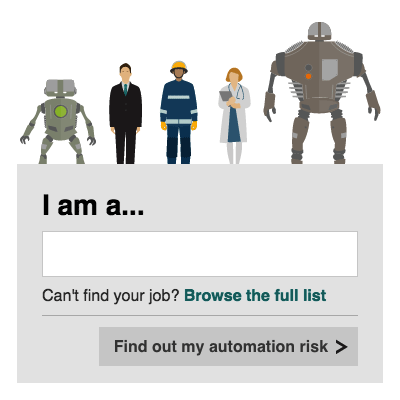 I am a...
Can't find your job? Browse the full list
Find out my automation risk >